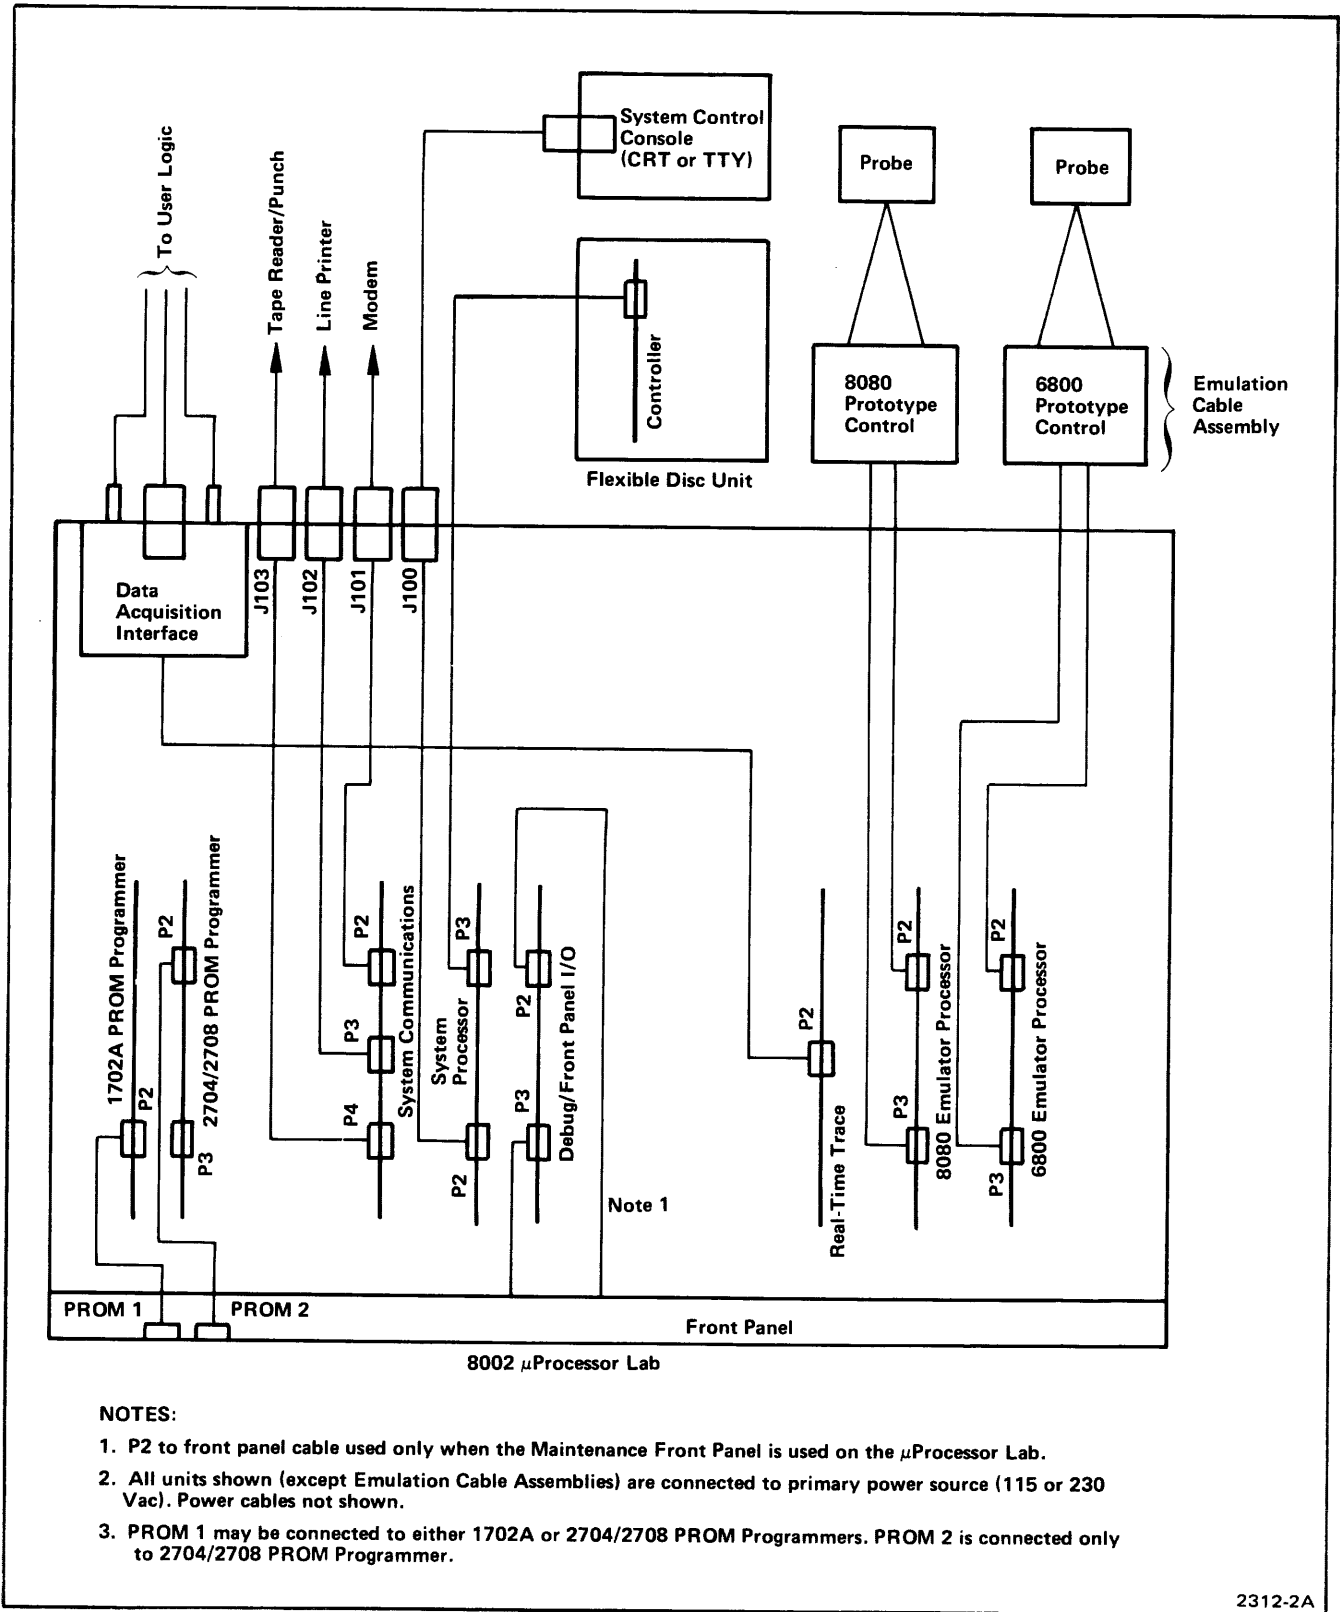 System Control
Console
(CRT or TTY)
Probe
Probe
To User Logic
Tape Reader/Punch
Line Printer
Modem
Controller
Flexible Disc Unit
8080
Prototype
Control
6800
Prototype
Control
Emulation
Cable
Assembly
Data
Acquisition
Interface
J103
J102
J101
J100
1702A PROM Programmer
P2
P2
2704/2708 PROM Programmer
P3
P2
P3
P4
System Communications
P3
System
Processor
P2
P2
P3
Debug/Front Panel I/O
Note 1
P2
Real-Time Trace
P2
P3
8080 Emulator Processor
P2
P3
6800 Emulator Processor
PROM 1
PROM 2
Front Panel
8002 μProcessor Lab
NOTES:
1. P2 to front panel cable used only when the Maintenance Front Panel is used on the μProcessor Lab.
2. All units shown (except Emulation Cable Assemblies) are connected to primary power source (115 or 230
Vac). Power cables not shown.
3. PROM 1 may be connected to either 1702A or 2704/2708 PROM Programmers. PROM 2 is connected only
to 2704/2708 PROM Programmer.
2312-2A